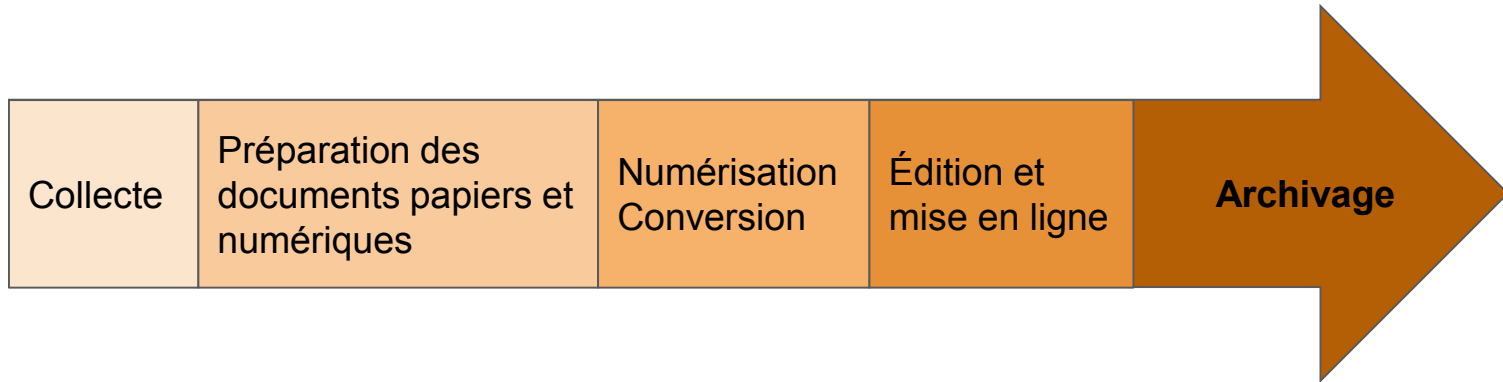 Collecte
Préparation des
documents papiers et
numériques
Numérisation
Conversion
Édition et
mise en ligne
Archivage